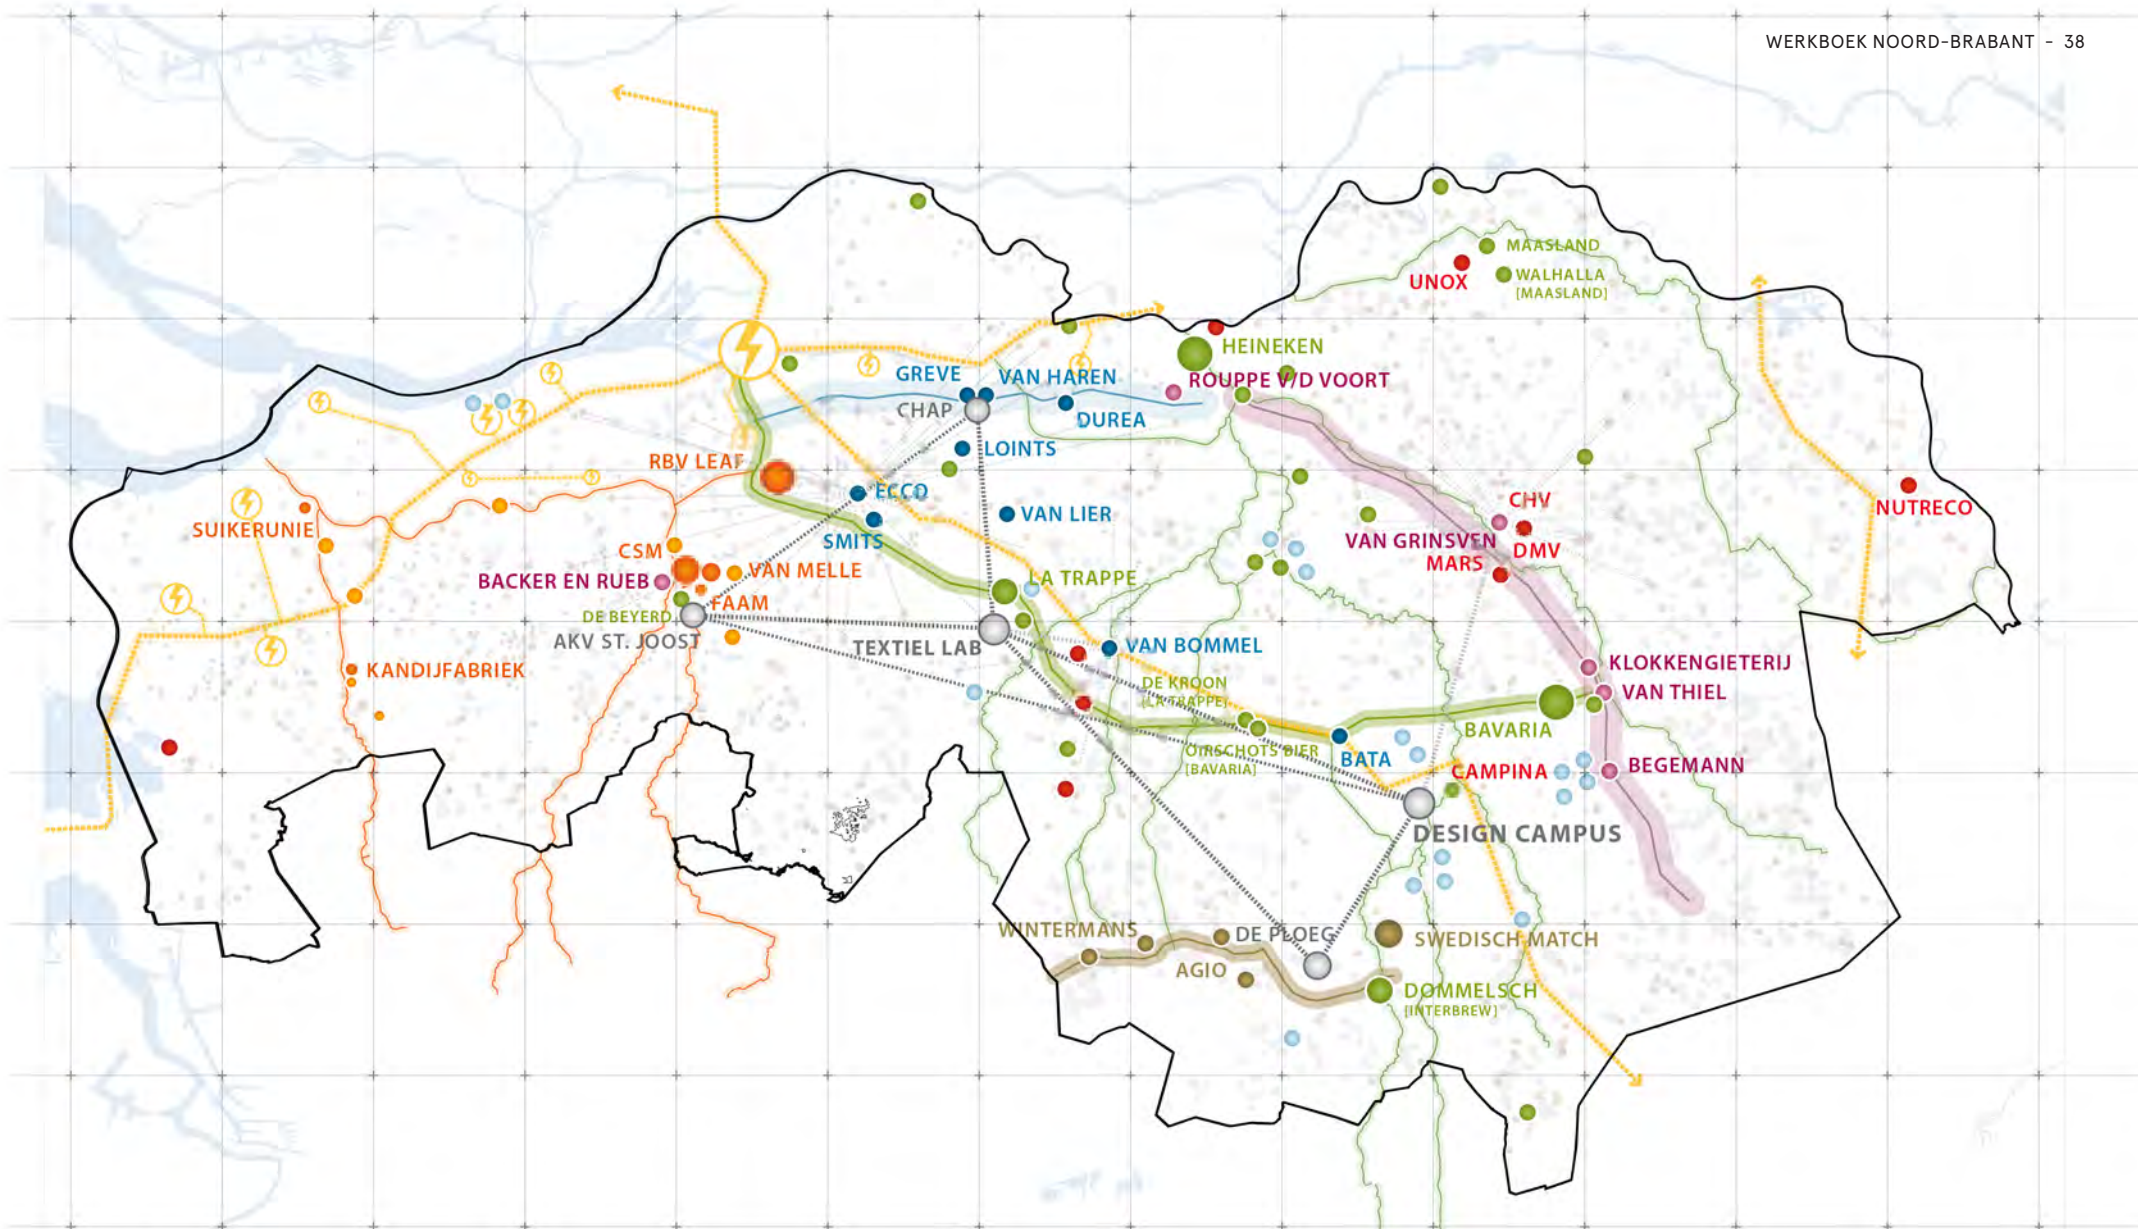 WERKBOEK NOORD-BRABANT - 38
MAASLAND
UNOX
WALHALLA
[MAASLAND]
HEINEKEN
GREVE
VAN HAREN
ROUPPE V/D VOORT
CHAP
DUREA
LOINTS
RBV LEAF
ECCO
CHV
NUTRECO
VAN LIER
SUIKERUNIE
SMITS
VAN GRINSVEN
DMV
CSM
MARS
VAN MELLE
BACKER EN RUEB
LA TRAPPE
FAAM
DE BEYERD
AKV ST. JOOST
TEXTIEL LAB
VAN BOMMEL
KANDIJFABRIEK
KLOKKENGIETERIJ
DE KROON
[LA TRAPPE]
VAN THIEL
BAVARIA
OIRSCHOTS BIER
[BAVARIA]
BATA
CAMPINA
BEGEMANN
DESIGN CAMPUS
WINTERMANS
DE PLOEG
SWEDISCH MATCH
AGIO
DOMMELSCH
[INTERBREW]